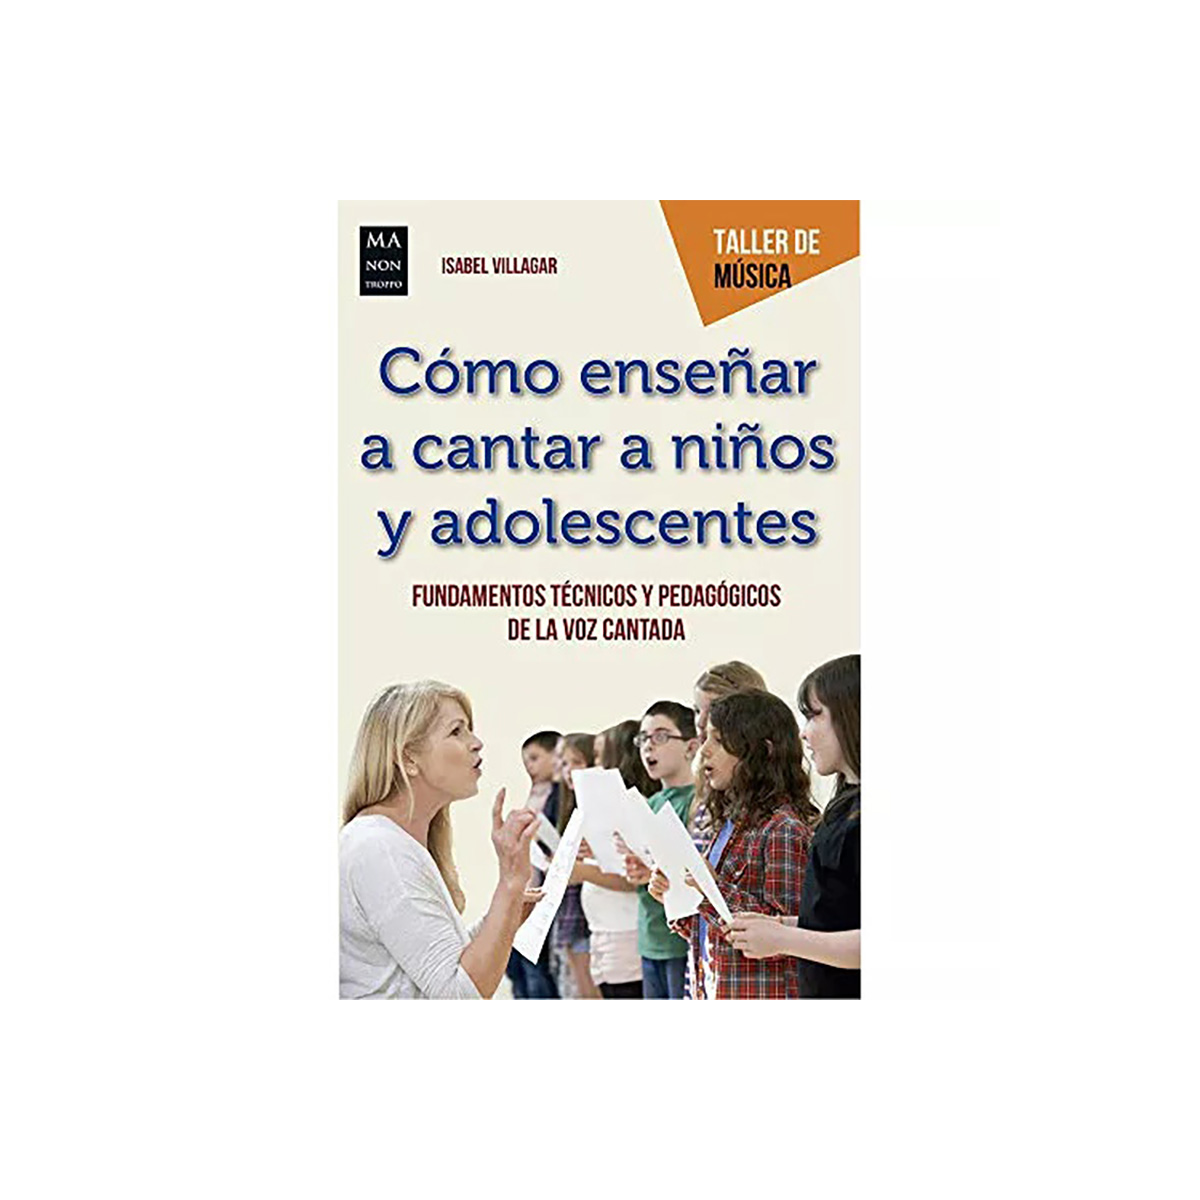 MA
NON
TROPPO
ISABEL VILLAGAR
TALLER DE
MÚSICA
Cómo enseñar
a cantar a niños
y adolescentes
FUNDAMENTOS TÉCNICOS Y PEDAGÓGICOS
DE LA VOZ CANTADA